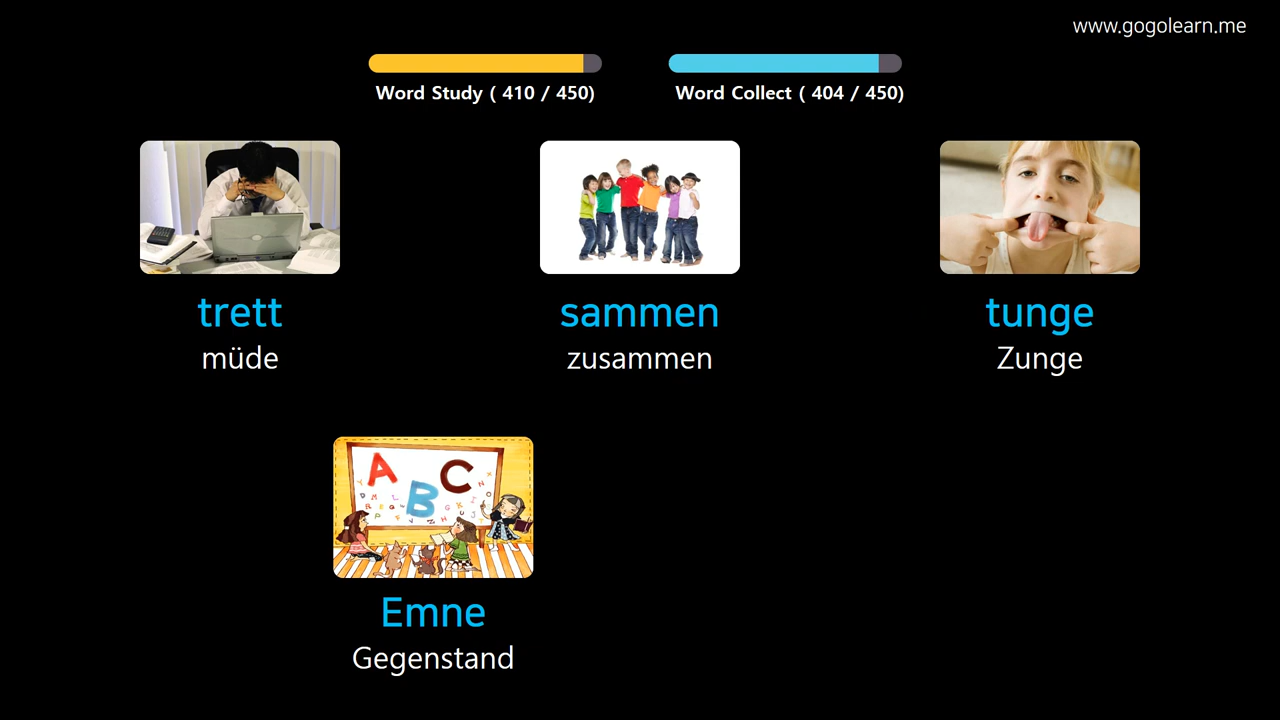 www.gogolearn.me
Word Study ( 410 / 450)
Word Collect ( 404 / 450)
trett
müde
sammen
zusammen
tunge
Zunge
A B C
Emne
Gegenstand